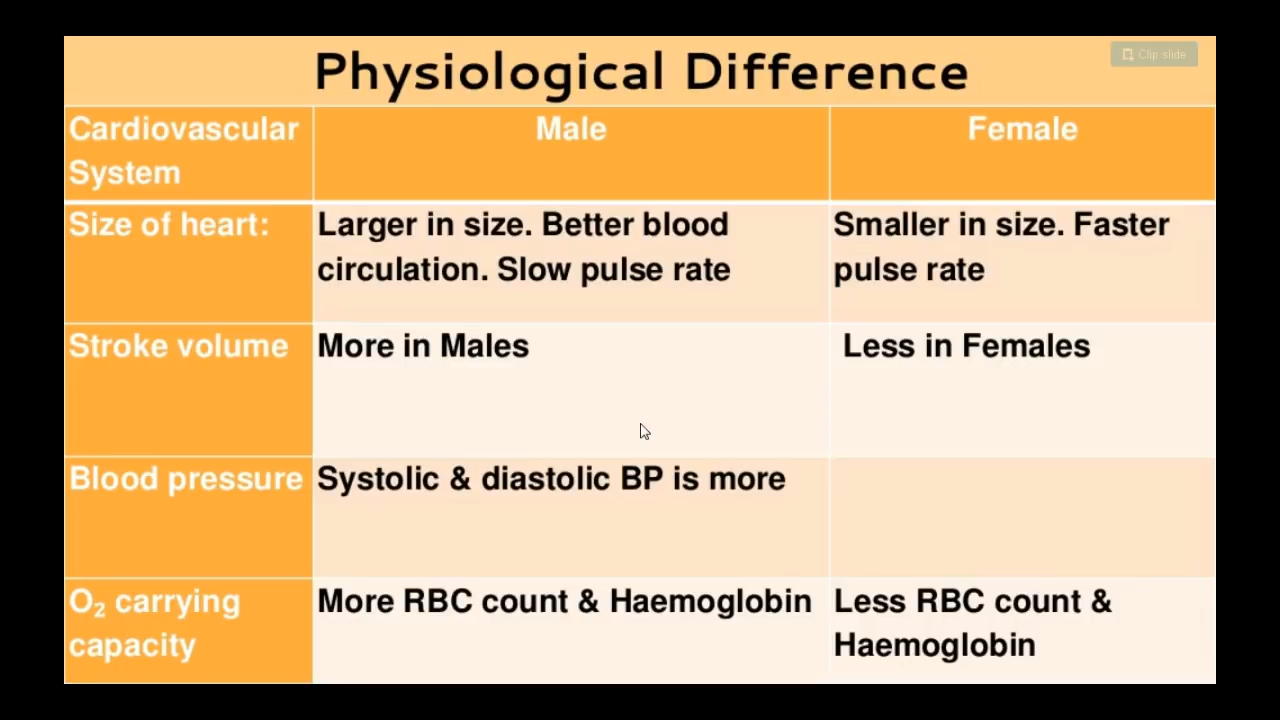 Physiological Difference
Clip slide
Cardiovascular
System
Male
Female
Size of heart:
Larger in size. Better blood
circulation. Slow pulse rate
Smaller in size. Faster
pulse rate
Stroke volume
More in Males
Less in Females
Blood pressure
Systolic & diastolic BP is more
O₂ carrying
capacity
More RBC count & Haemoglobin
Less RBC count &
Haemoglobin